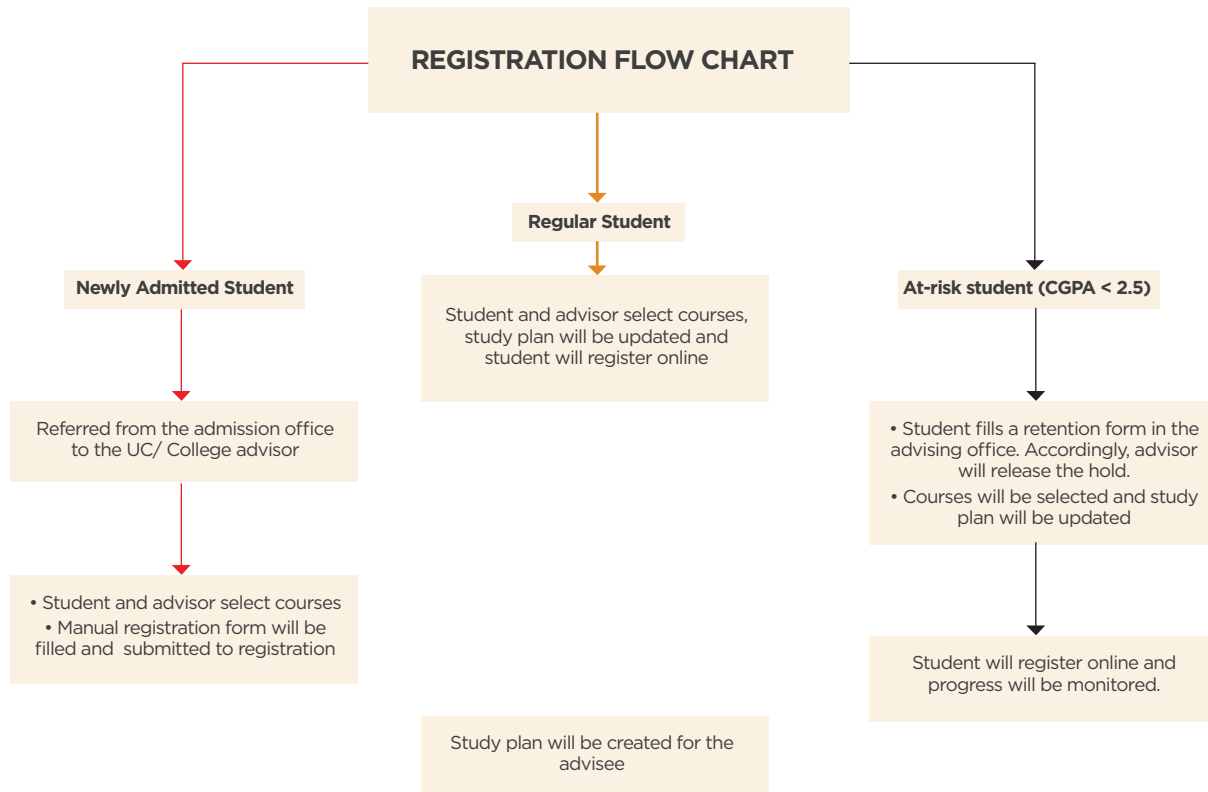 REGISTRATION FLOW CHART
Regular Student
Newly Admitted Student
At-risk student (CGPA < 2.5)
Student and advisor select courses,
study plan will be updated and
student will register online
Referred from the admission office
to the UC/ College advisor
• Student fills a retention form in the
advising office. Accordingly, advisor
will release the hold.
• Courses will be selected and study
plan will be updated
• Student and advisor select courses
• Manual registration form will be
filled and  submitted to registration
Student will register online and
progress will be monitored.
Study plan will be created for the
advisee